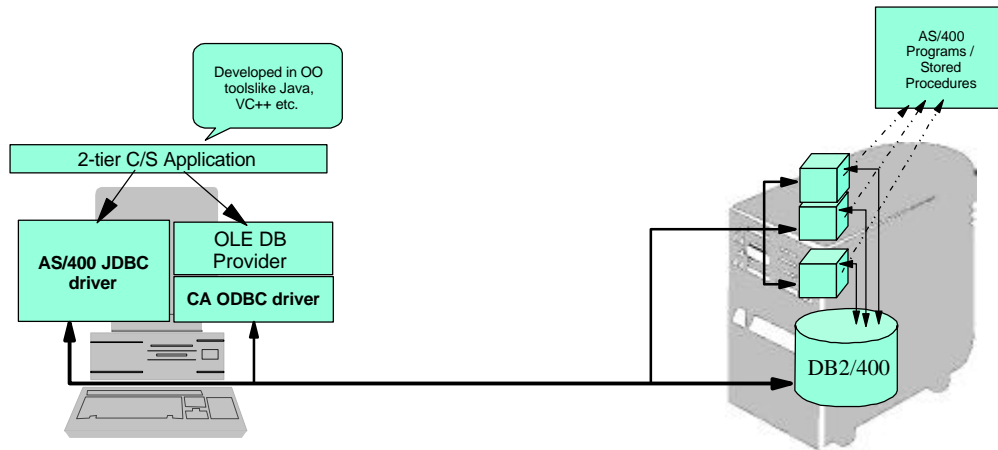 Developed in OO
toolslike Java,
VC++ etc.
2-tier C/S Application
AS/400 JDBC
driver
OLE DB
Provider
CA ODBC driver
AS/400
Programs /
Stored
Procedures
DB2/400